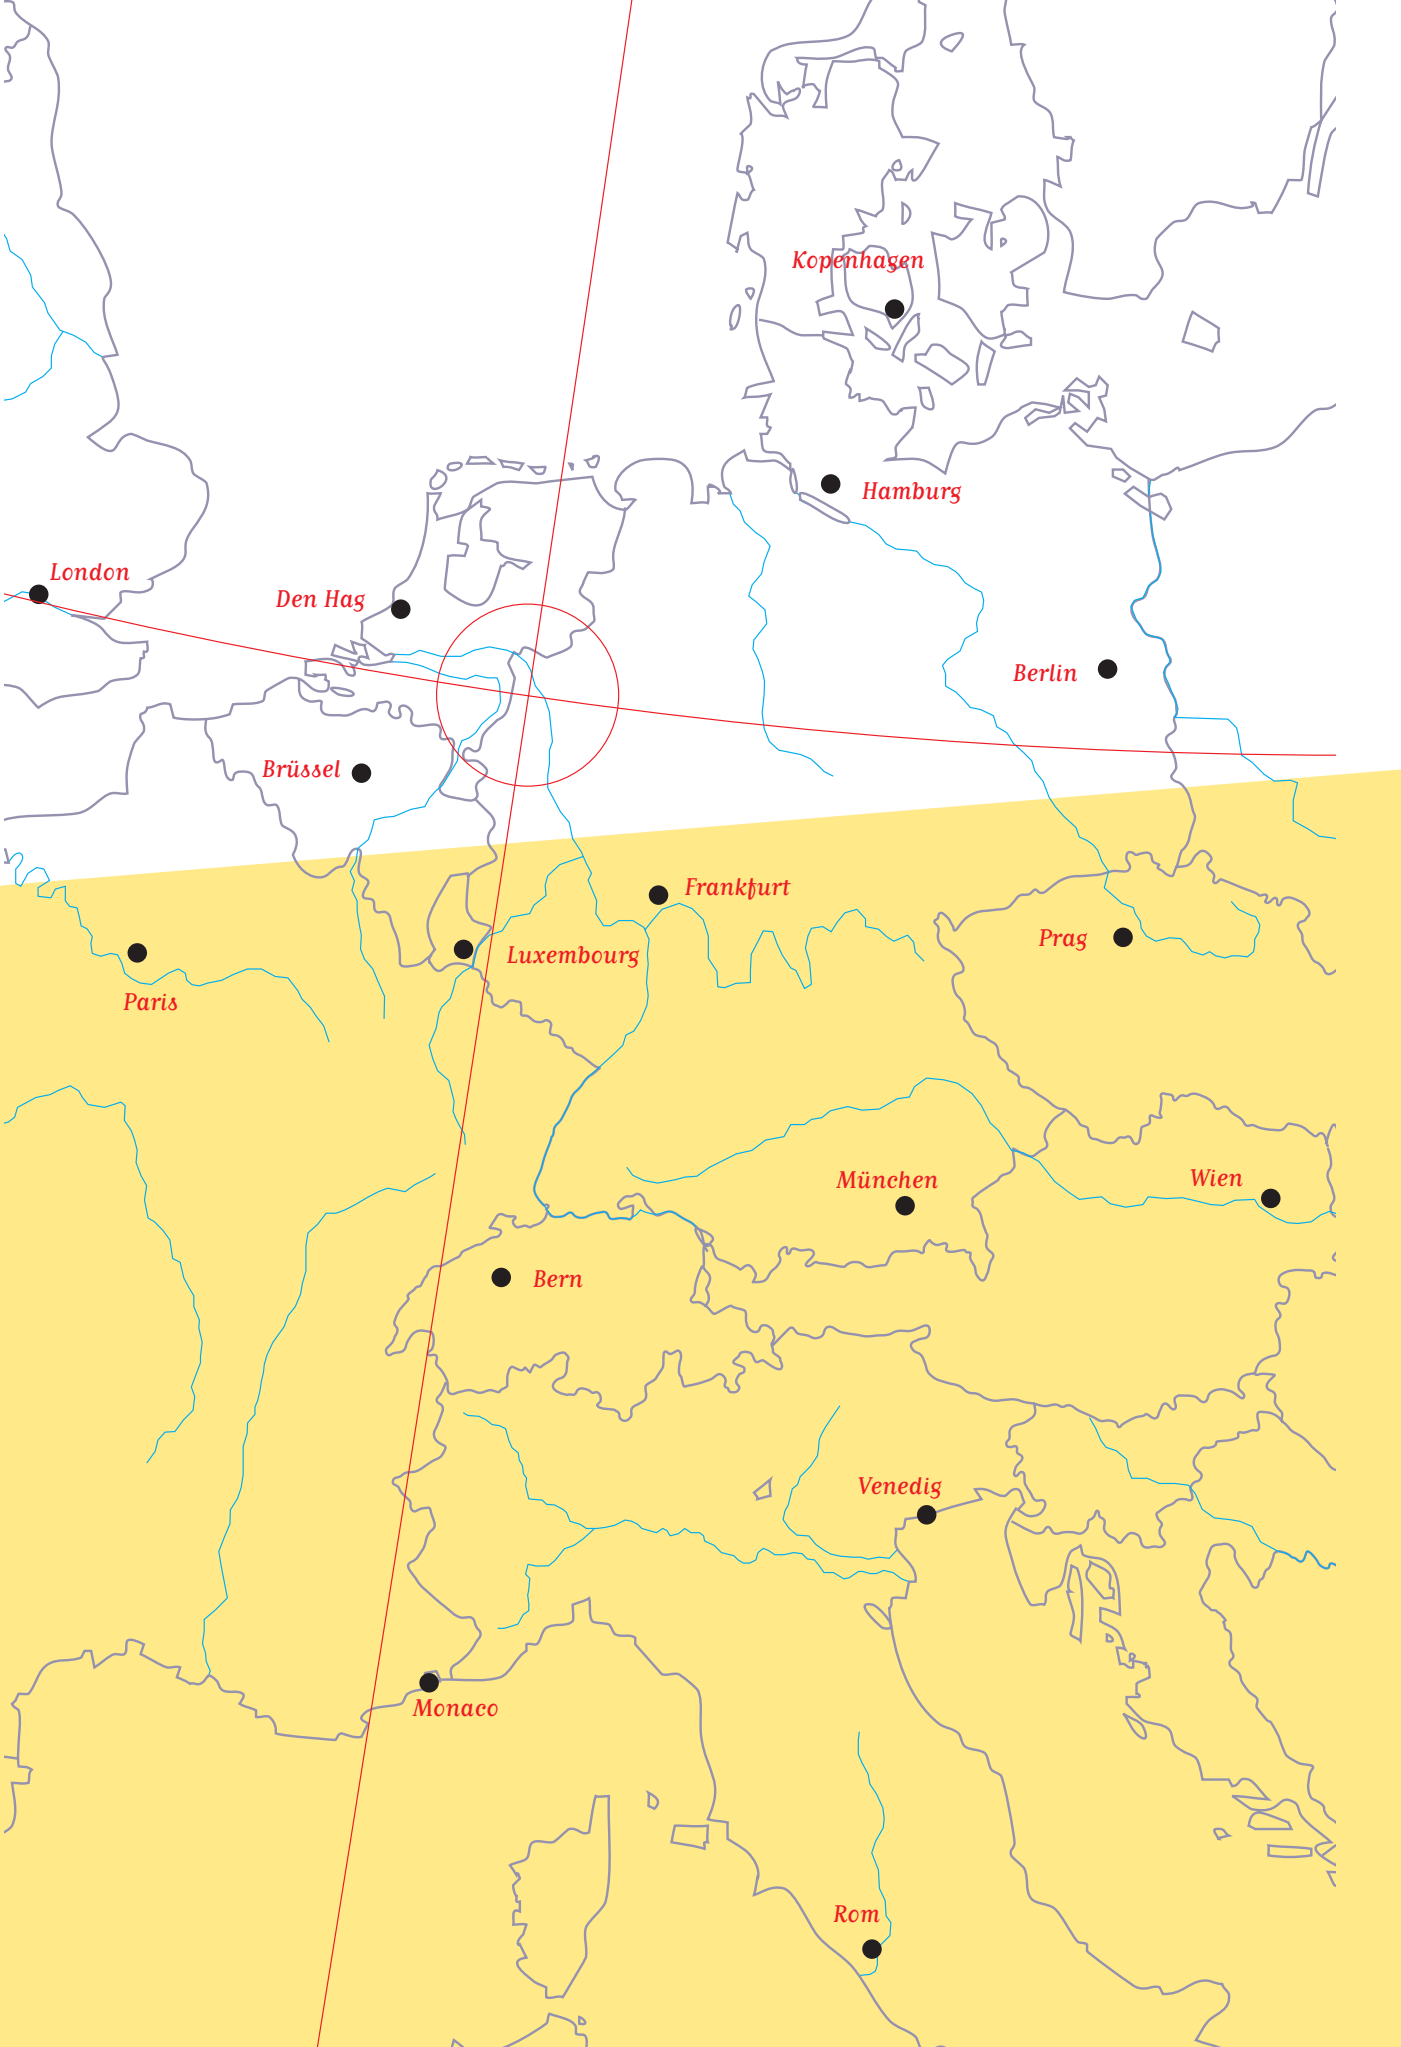 Kopenhagen
Hamburg
London
Den Hag
Berlin
Brüssel
Frankfurt
Prag
Luxembourg
Paris
München
Wien
Bern
Venedig
Monaco
Rom